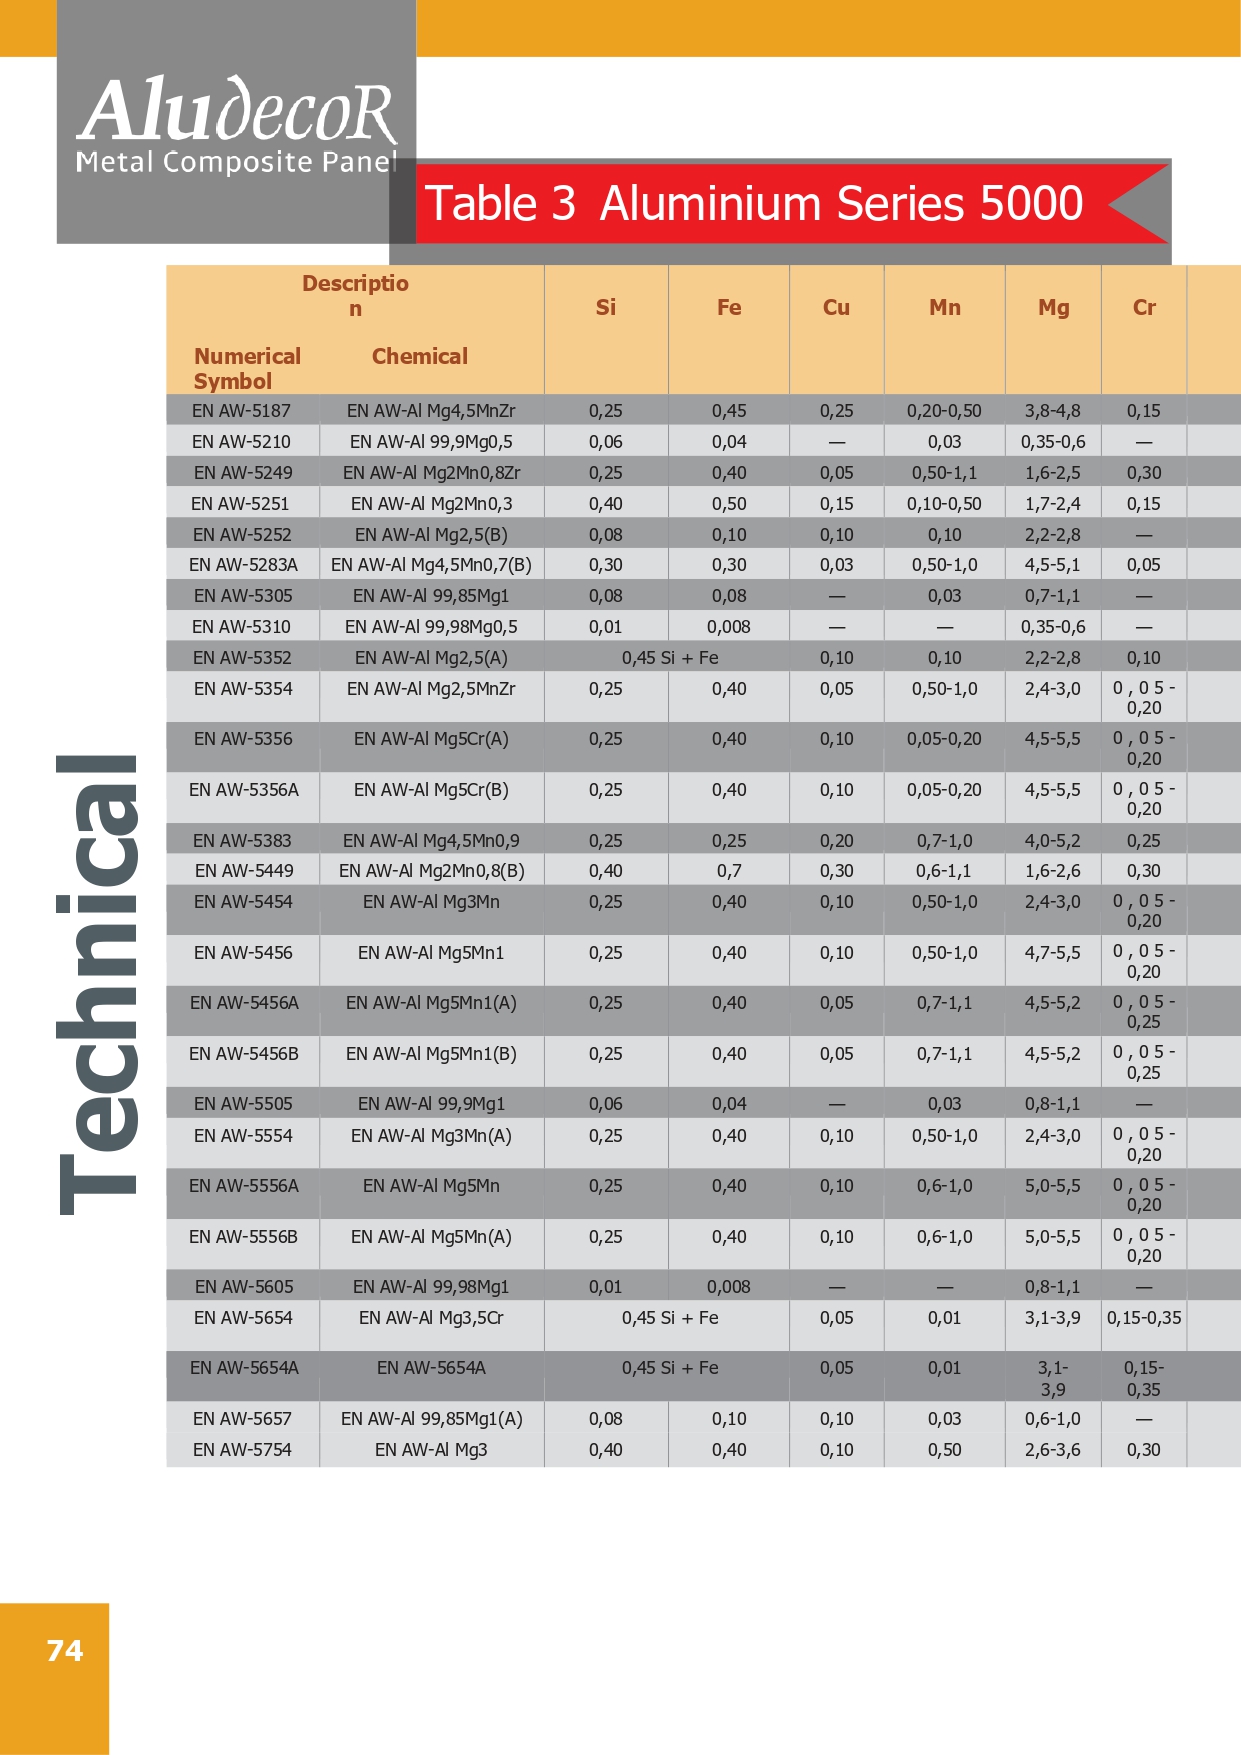 AludecoR
Metal Composite Panel
Table 3 Aluminium Series 5000
Descriptio
n
Si Fe Cu Mn Mg Cr
Numerical Chemical
Symbol
EN AW-5187 EN AW-Al Mg4,5MnZr 0,25 0,45 0,25 0,20-0,50 3,8-4,8 0,15
EN AW-5210 EN AW-Al 99,9Mg0,5 0,06 0,04 — 0,03 0,35-0,6 —
EN AW-5249 EN AW-Al Mg2Mn0,8Zr 0,25 0,40 0,05 0,50-1,1 1,6-2,5 0,30
EN AW-5251 EN AW-Al Mg2Mn0,3 0,40 0,50 0,15 0,10-0,50 1,7-2,4 0,15
EN AW-5252 EN AW-Al Mg2,5(B) 0,08 0,10 0,10 0,10 2,2-2,8 —
EN AW-5283A EN AW-Al Mg4,5Mn0,7(B) 0,30 0,30 0,03 0,50-1,0 4,5-5,1 0,05
EN AW-5305 EN AW-Al 99,85Mg1 0,08 0,08 — 0,03 0,7-1,1 —
EN AW-5310 EN AW-Al 99,98Mg0,5 0,01 0,008 — — 0,35-0,6 —
EN AW-5352 EN AW-Al Mg2,5(A) 0,45 Si + Fe 0,10 0,10 2,2-2,8 0,10
EN AW-5354 EN AW-Al Mg2,5MnZr 0,25 0,40 0,05 0,50-1,0 2,4-3,0 0 , 0 5 -
0,20
EN AW-5356 EN AW-Al Mg5Cr(A) 0,25 0,40 0,10 0,05-0,20 4,5-5,5 0 , 0 5 -
0,20
EN AW-5356A EN AW-Al Mg5Cr(B) 0,25 0,40 0,10 0,05-0,20 4,5-5,5 0 , 0 5 -
0,20
EN AW-5383 EN AW-Al Mg4,5Mn0,9 0,25 0,25 0,20 0,7-1,0 4,0-5,2 0,25
EN AW-5449 EN AW-Al Mg2Mn0,8(B) 0,40 0,7 0,30 0,6-1,1 1,6-2,6 0,30
EN AW-5454 EN AW-Al Mg3Mn 0,25 0,40 0,10 0,50-1,0 2,4-3,0 0 , 0 5 -
0,20
EN AW-5456 EN AW-Al Mg5Mn1 0,25 0,40 0,10 0,50-1,0 4,7-5,5 0 , 0 5 -
0,20
EN AW-5456A EN AW-Al Mg5Mn1(A) 0,25 0,40 0,05 0,7-1,1 4,5-5,2 0 , 0 5 -
0,25
EN AW-5456B EN AW-Al Mg5Mn1(B) 0,25 0,40 0,05 0,7-1,1 4,5-5,2 0 , 0 5 -
0,25
EN AW-5505 EN AW-Al 99,9Mg1 0,06 0,04 — 0,03 0,8-1,1 —
EN AW-5554 EN AW-Al Mg3Mn(A) 0,25 0,40 0,10 0,50-1,0 2,4-3,0 0 , 0 5 -
0,20
EN AW-5556A EN AW-Al Mg5Mn 0,25 0,40 0,10 0,6-1,0 5,0-5,5 0 , 0 5 -
0,20
EN AW-5556B EN AW-Al Mg5Mn(A) 0,25 0,40 0,10 0,6-1,0 5,0-5,5 0 , 0 5 -
0,20
EN AW-5605 EN AW-Al 99,98Mg1 0,01 0,008 — — 0,8-1,1 —
EN AW-5654 EN AW-Al Mg3,5Cr 0,45 Si + Fe 0,05 0,01 3,1-3,9 0,15-0,35
EN AW-5654A EN AW-5654A 0,45 Si + Fe 0,05 0,01 3,1- 0,15-
3,9 0,35
EN AW-5657 EN AW-Al 99,85Mg1(A) 0,08 0,10 0,10 0,03 0,6-1,0 —
EN AW-5754 EN AW-Al Mg3 0,40 0,40 0,10 0,50 2,6-3,6 0,30
Technical
74